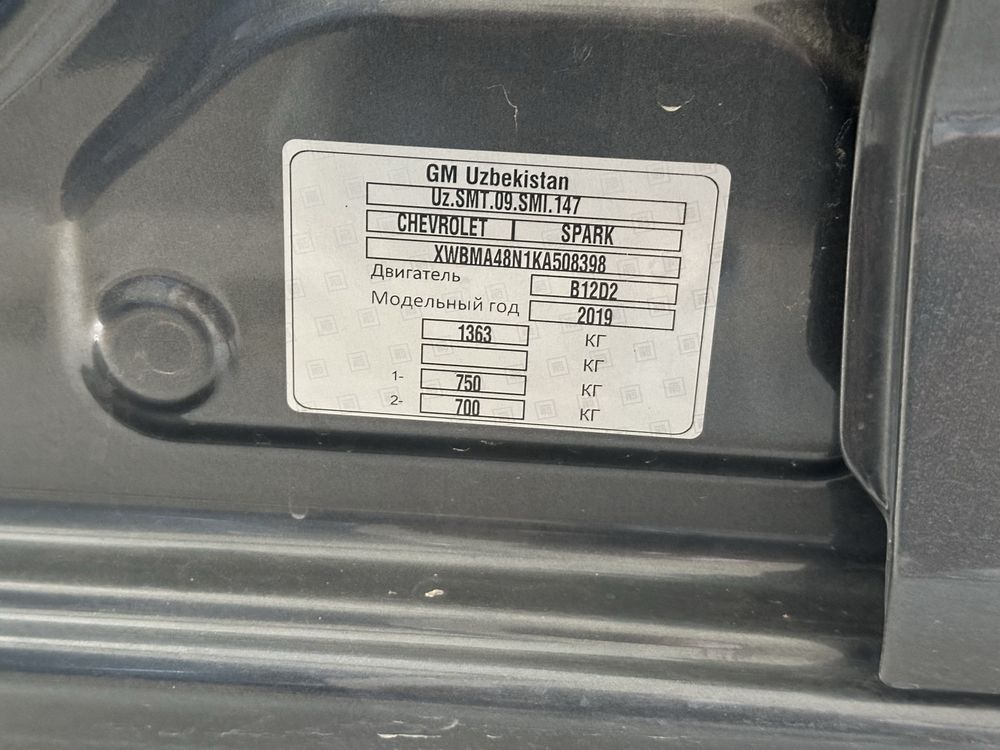 GM Uzbekistan
Uz.SMT.09.SMI.147
CHEVROLET SPARK
XWBMA48N1KA508398
Двигатель B12D2
Модельный год 2019
1363 КГ
КГ
1- 750 КГ
2- 700 КГ